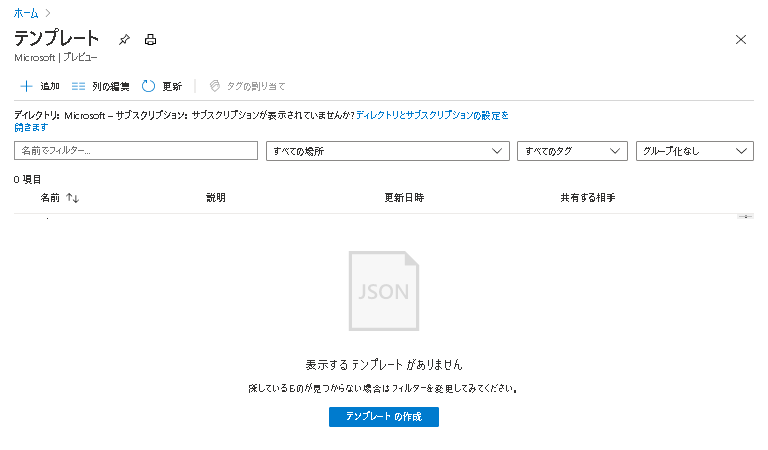 ホーム
テンプレート
Microsoft | プレビュー
追加 列の編集 更新 タグの割り当て
ディレクトリ: Microsoft – サブスクリプション: サブスクリプションが表示されていませんか?ディレクトリとサブスクリプションの設定を
開きます
名前でフィルター... すべての場所 すべてのタグ グループ化なし
0 項目
名前 説明 更新日時 共有する相手
JSON
表示する テンプレート がありません
探しているものが見つからない場合は フィルターを変更してみてください。
テンプレート の作成